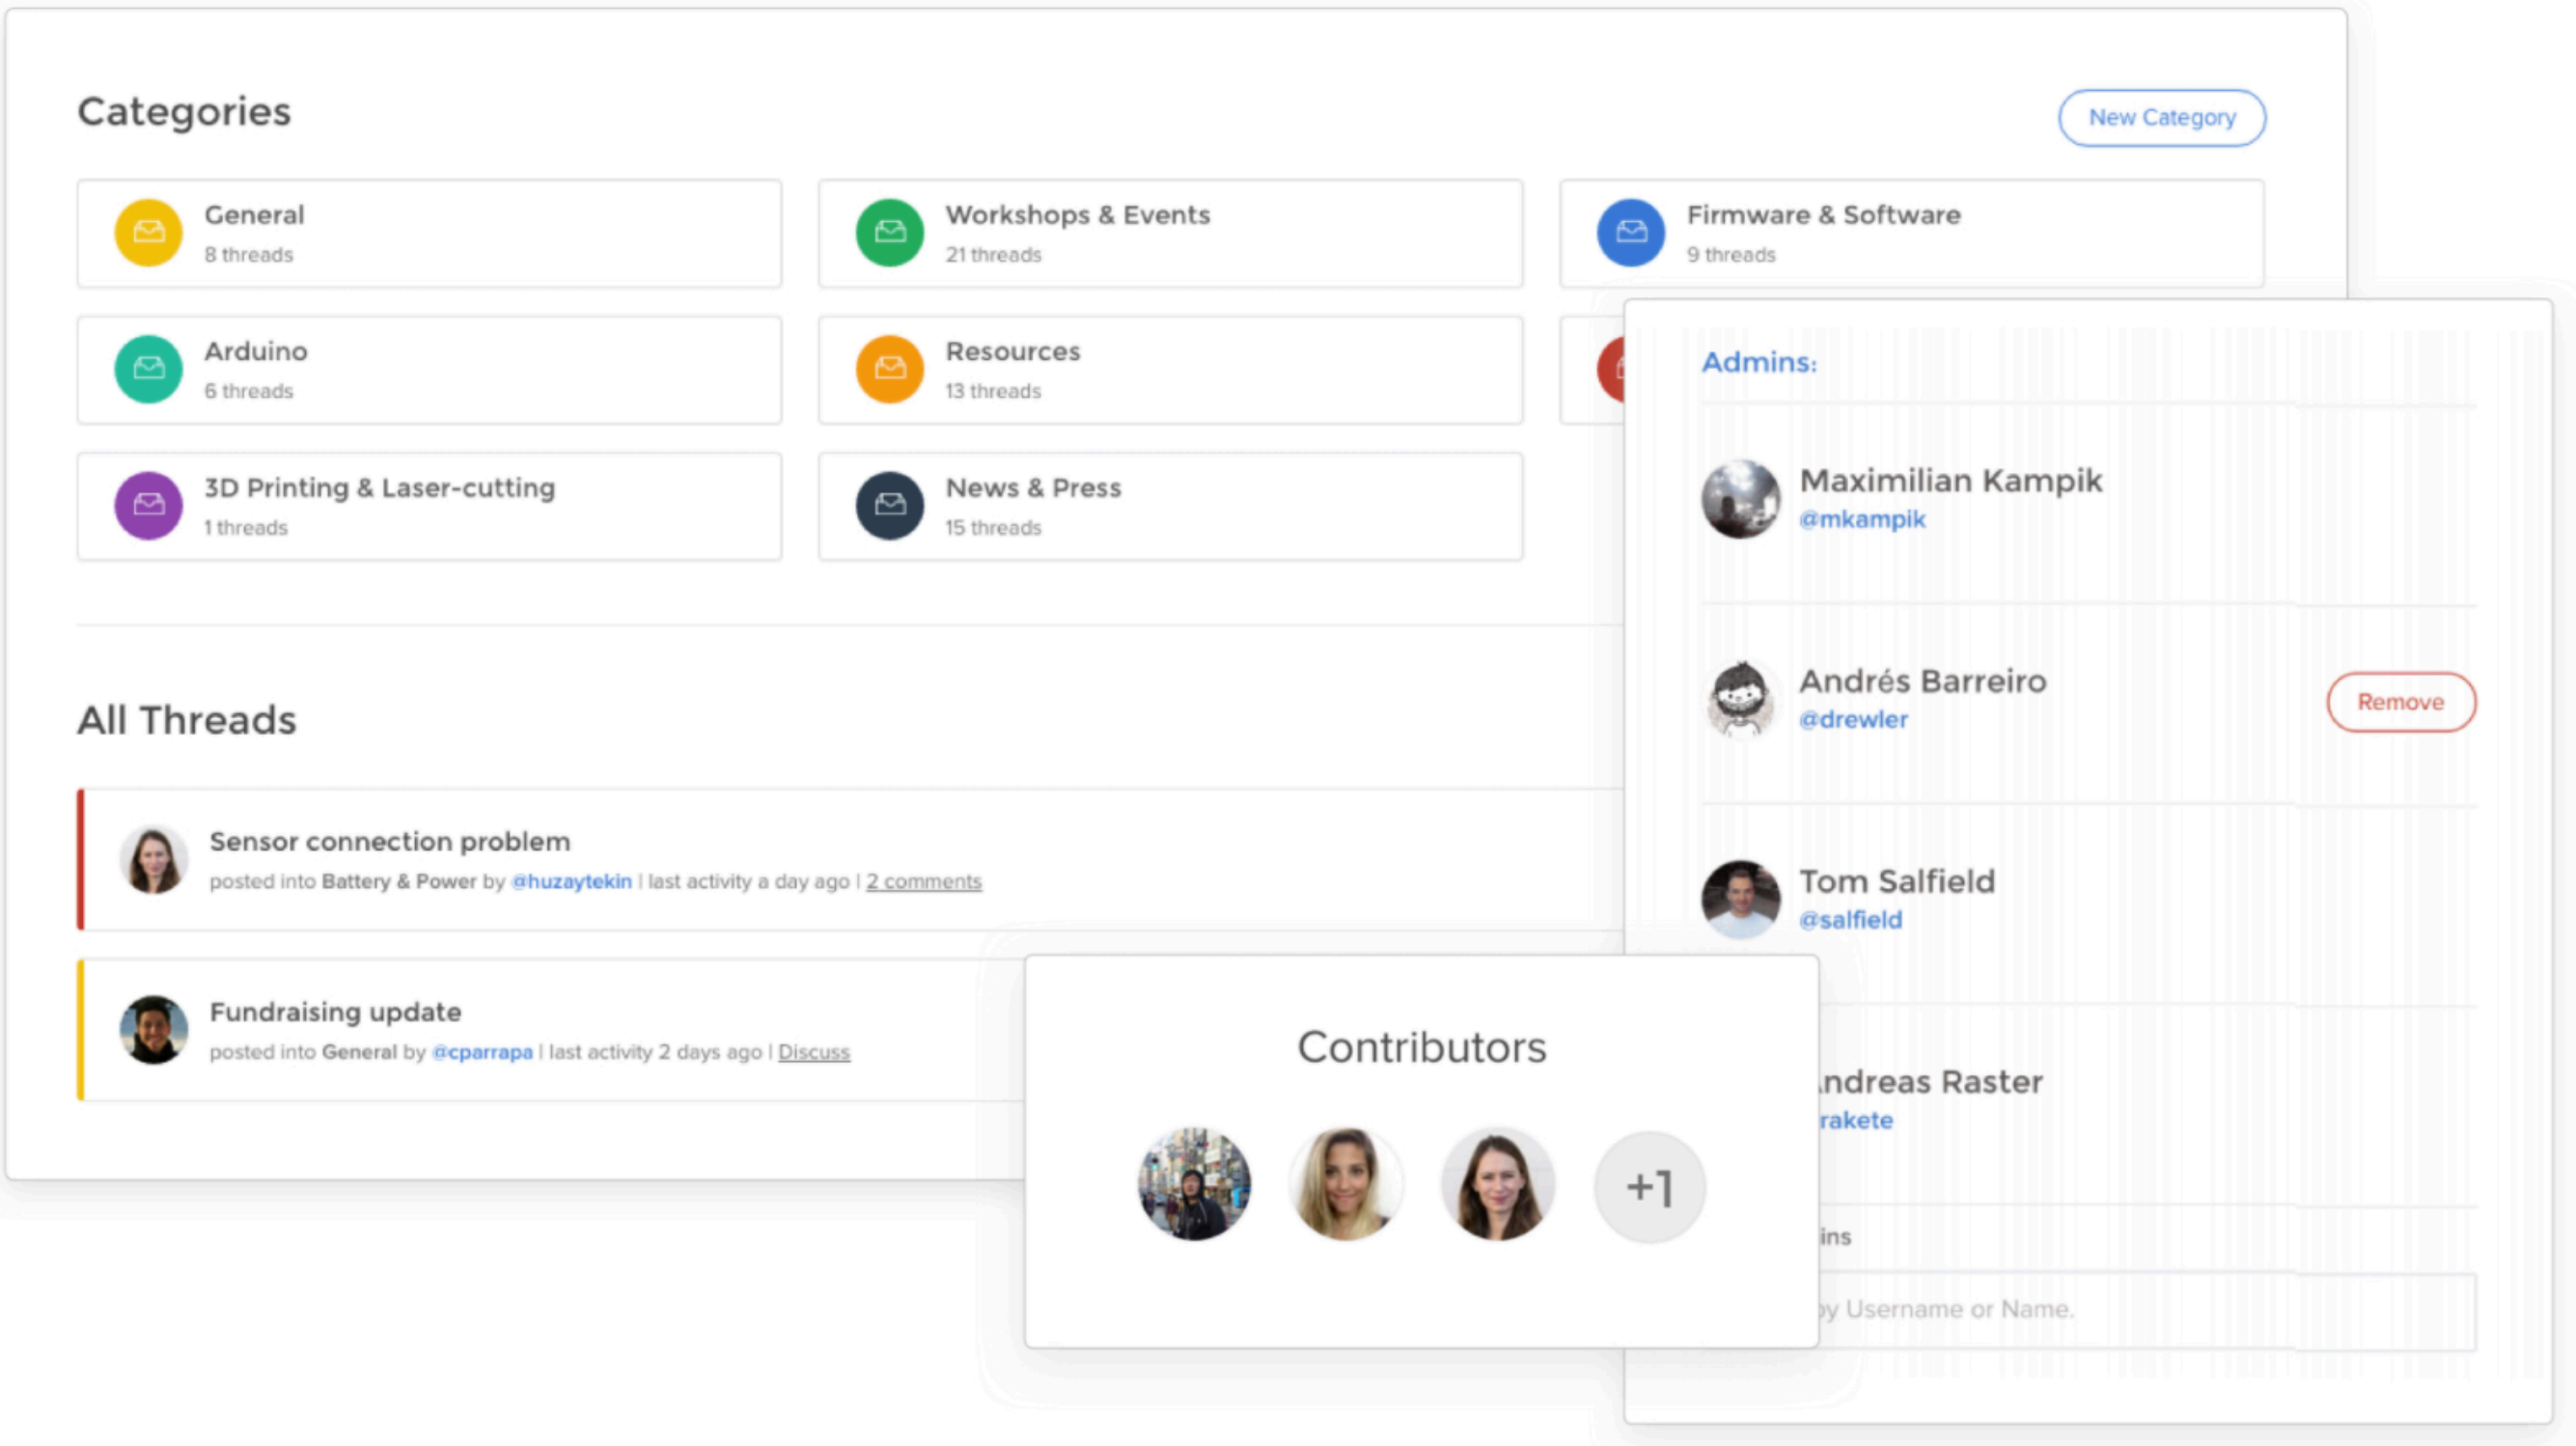 Categories
New Category
General
8 threads
Workshops & Events
21 threads
Firmware & Software
9 threads
Arduino
6 threads
Resources
13 threads
3D Printing & Laser-cutting
1 threads
News & Press
15 threads
All Threads
Sensor connection problem
posted into Battery & Power by @huzaytekin | last activity a day ago | 2 comments
Fundraising update
posted into General by @cparrapa | last activity 2 days ago | Discuss
Admins:
Maximilian Kampik
@mkampik
Andrés Barreiro
@drewler
Remove
Tom Salfield
@salfield
ndreas Raster
rakete
ins
by Username or Name.
Contributors
+1